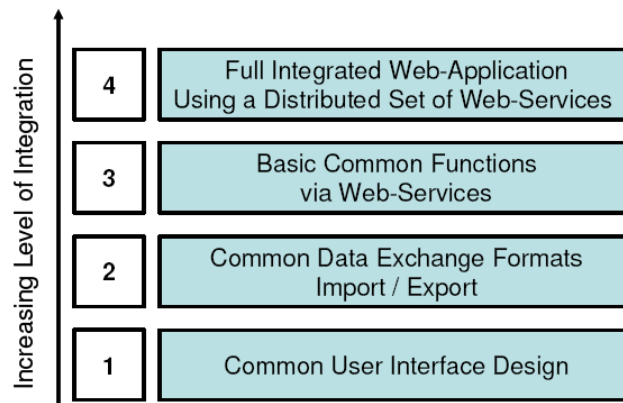 Increasing Level of Integration
4
Full Integrated Web-Application
Using a Distributed Set of Web-Services
3
Basic Common Functions
via Web-Services
2
Common Data Exchange Formats
Import / Export
1
Common User Interface Design